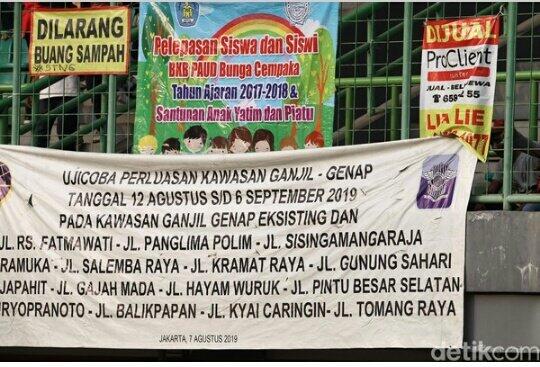 DILARANG
BUANG SAMPAH
Pelepasan Siswa dan Siswi
BKB PAUD Bunga Cempaka
Tahun Ajaran 2017-2018 &
Santunan Anak Yatim dan Piatu
DIJUAL
ProClient
JUAL - BELI - SEWA
LIA LIE
UJICOBA PERLUASAN KAWASAN GANJIL - GENAP
TANGGAL 12 AGUSTUS S/D 6 SEPTEMBER 2019
PADA KAWASAN GANJIL GENAP EKSISTING DAN
JL. RS. FATMAWATI - JL. PANGLIMA POLIM - JL. SISINGAMANGARAJA
RAMUKA - JL. SALEMBA RAYA - JL. KRAMAT RAYA - JL. GUNUNG SAHARI
JAPAHIT - JL. GAJAH MADA - JL. HAYAM WURUK - JL. PINTU BESAR SELATAN
RYOPRANOTO - JL. BALIKPAPAN - JL. KYAI CARINGIN - JL. TOMANG RAYA
JAKARTA, 7 AGUSTUS 2019
detikcom